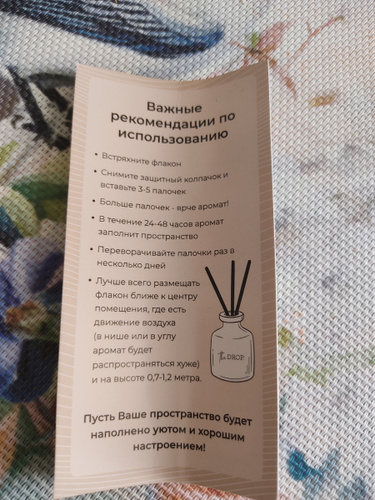 Важные
рекомендации по
использованию
• Встряхните флакон
• Снимите защитный колпачок и
вставьте 3-5 палочек
• Больше палочек - ярче аромат!
• В течение 24-48 часов аромат
заполнит пространство
• Переворачивайте палочки раз в
несколько дней
• Лучше всего размещать
флакон ближе к центру
помещения, где есть
движение воздуха
(в нише или в углу
аромат будет
распространяться хуже)
и на высоте 0,7-1,2 метра.
DROP
Пусть Ваше пространство будет
наполнено уютом и хорошим
настроением!